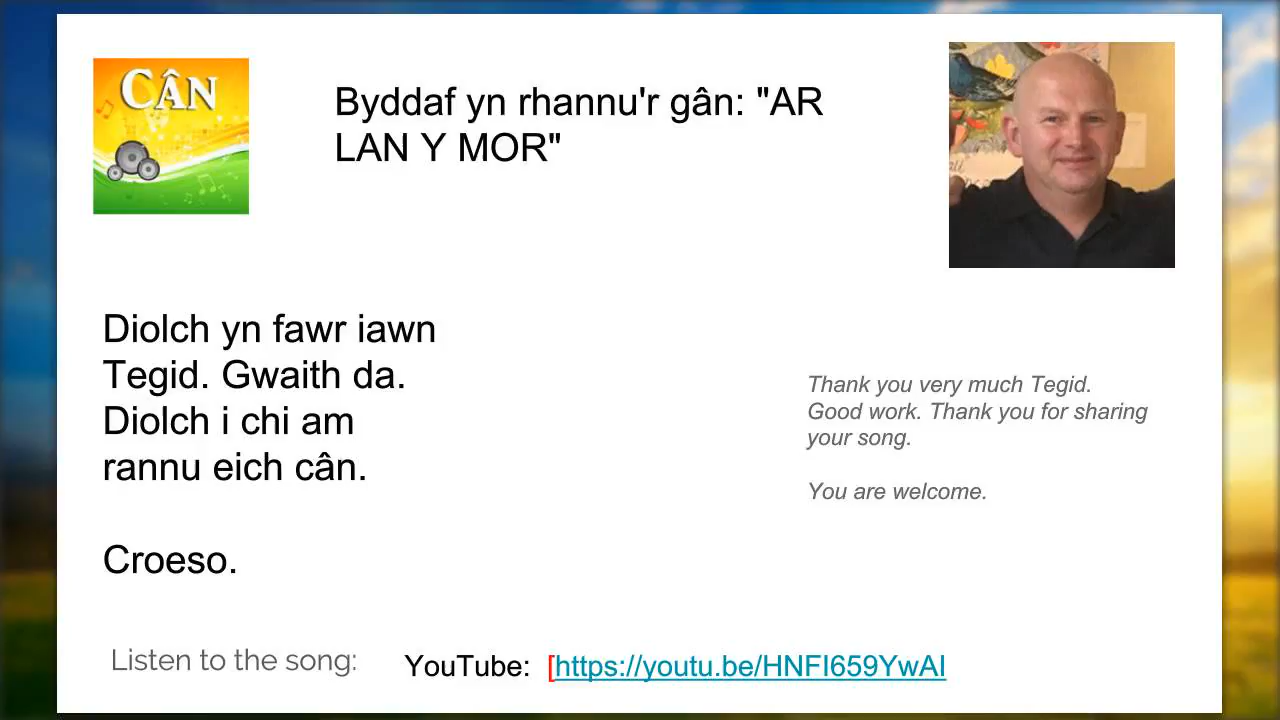 CÂN
Byddaf yn rhannu'r gân: "AR
LAN Y MOR"
Diolch yn fawr iawn
Tegid. Gwaith da.
Diolch i chi am
rannu eich cân.
Croeso.
Thank you very much Tegid.
Good work. Thank you for sharing
your song.
You are welcome.
Listen to the song:
YouTube: [https://youtu.be/HNFI659YwAI